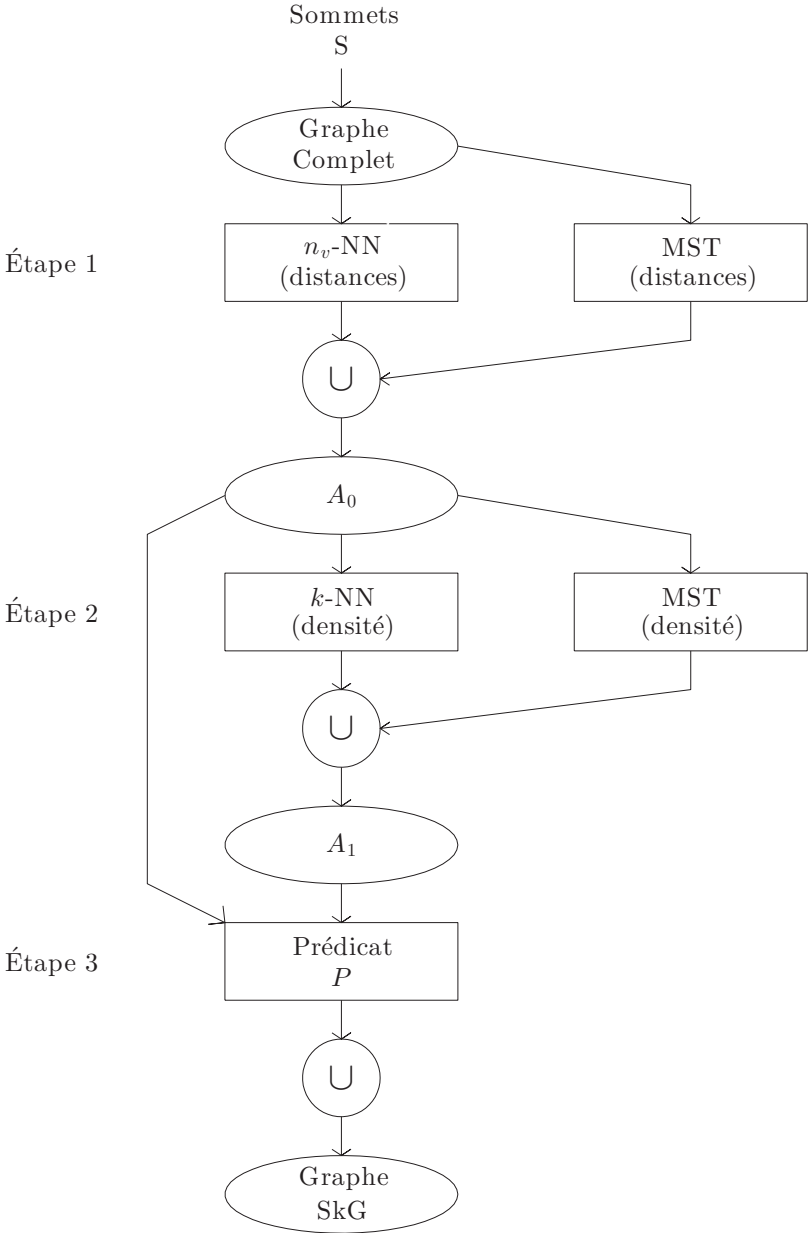 Sommets
S
Graphe
Complet
Étape 1
$n_v$-NN
(distances)
MST
(distances)
∪
$A_0$
Étape 2
$k$-NN
(densité)
MST
(densité)
∪
$A_1$
Étape 3
Prédicat
$P$
∪
Graphe
SkG